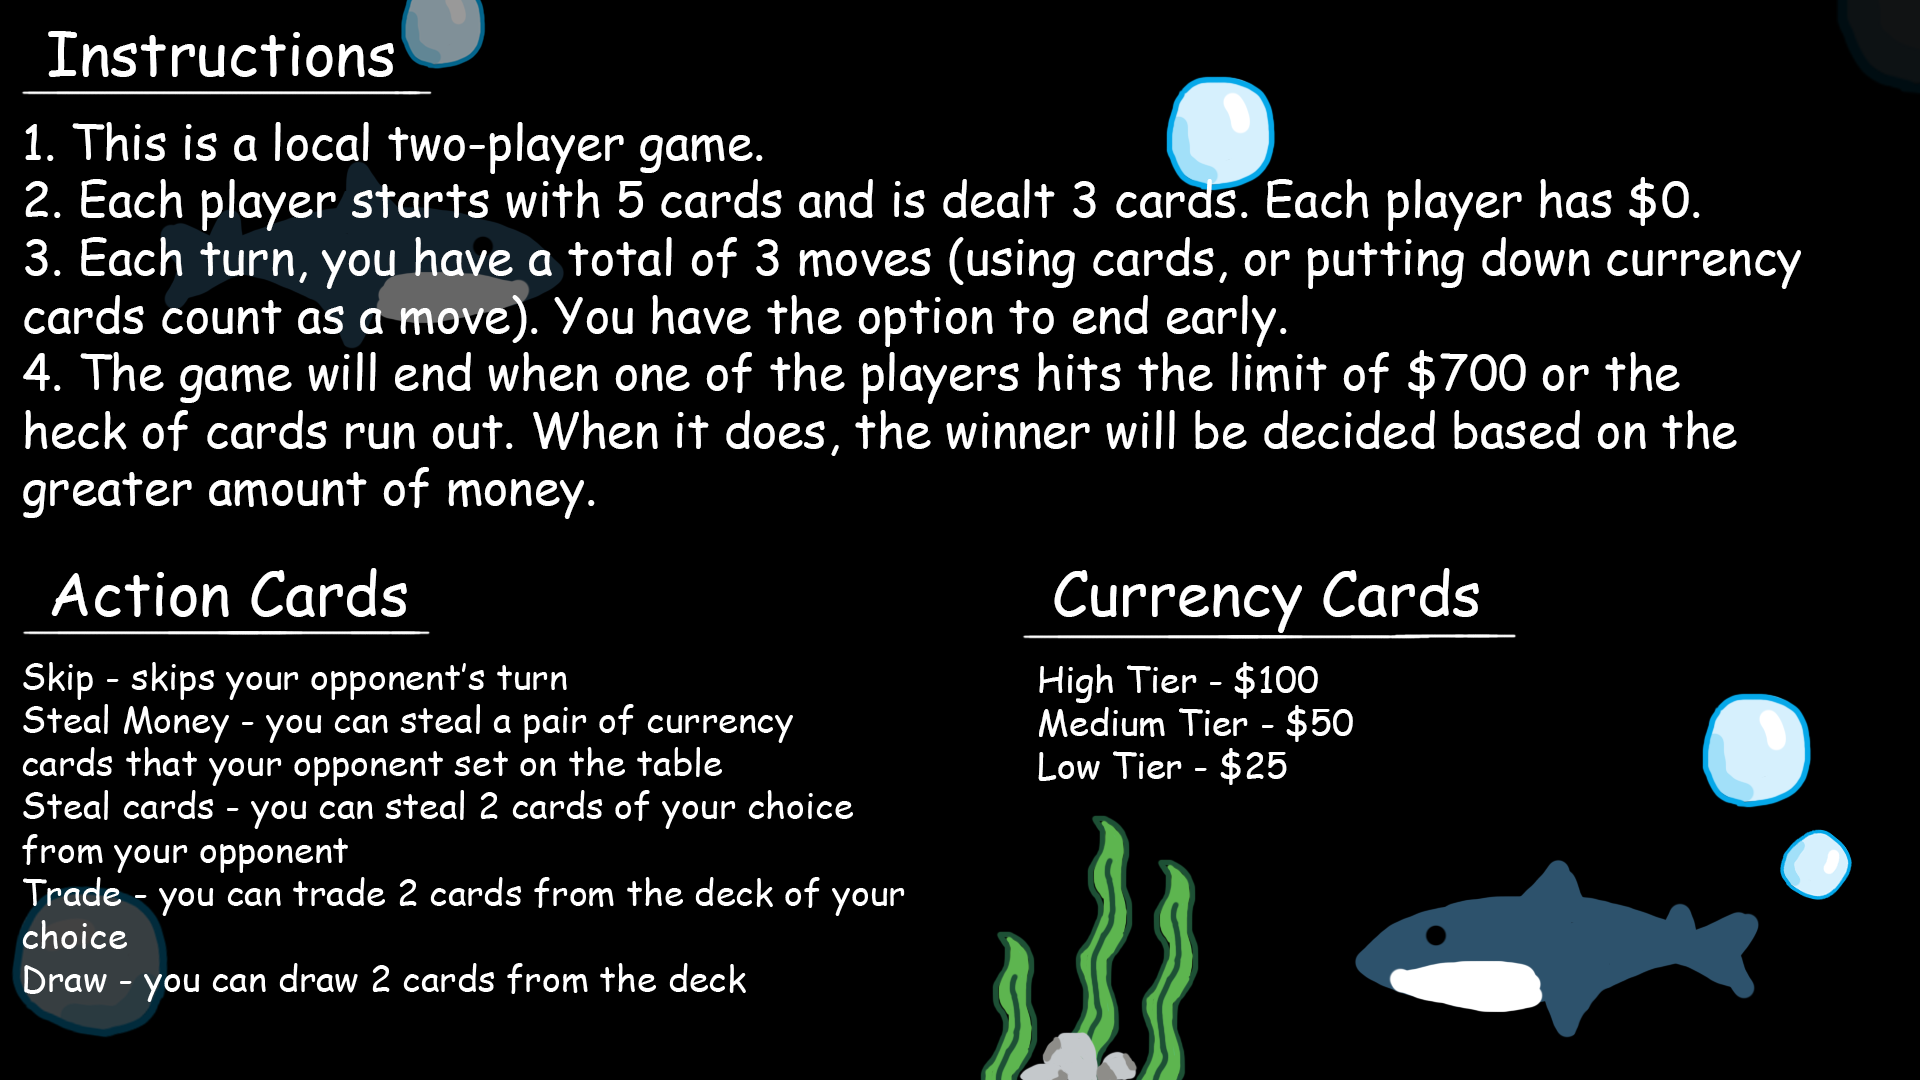 Instructions
1. This is a local two-player game.
2. Each player starts with 5 cards and is dealt 3 cards. Each player has $0.
3. Each turn, you have a total of 3 moves (using cards, or putting down currency
cards count as a move). You have the option to end early.
4. The game will end when one of the players hits the limit of $700 or the
heck of cards run out. When it does, the winner will be decided based on the
greater amount of money.
Action Cards
Skip - skips your opponent's turn
Steal Money - you can steal a pair of currency
cards that your opponent set on the table
Steal cards - you can steal 2 cards of your choice
from your opponent
Trade - you can trade 2 cards from the deck of your
choice
Draw - you can draw 2 cards from the deck
Currency Cards
High Tier - $100
Medium Tier - $50
Low Tier - $25